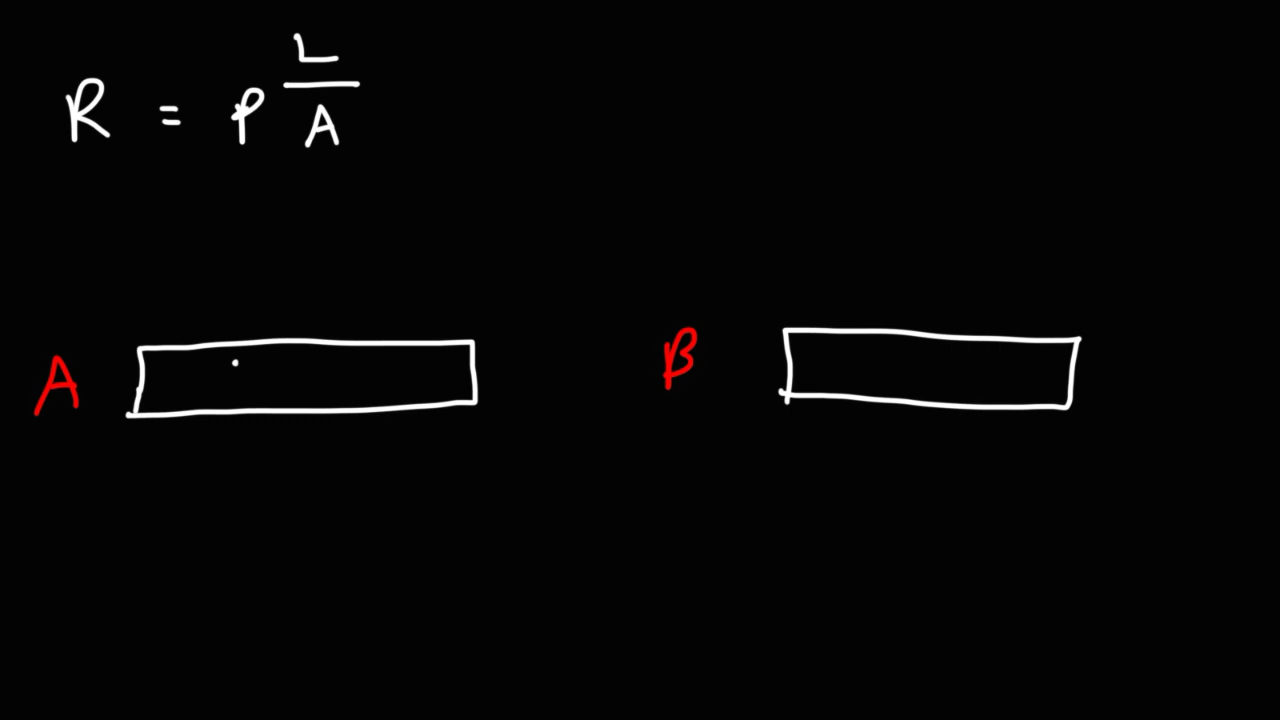 R = ρ L/A
A
B